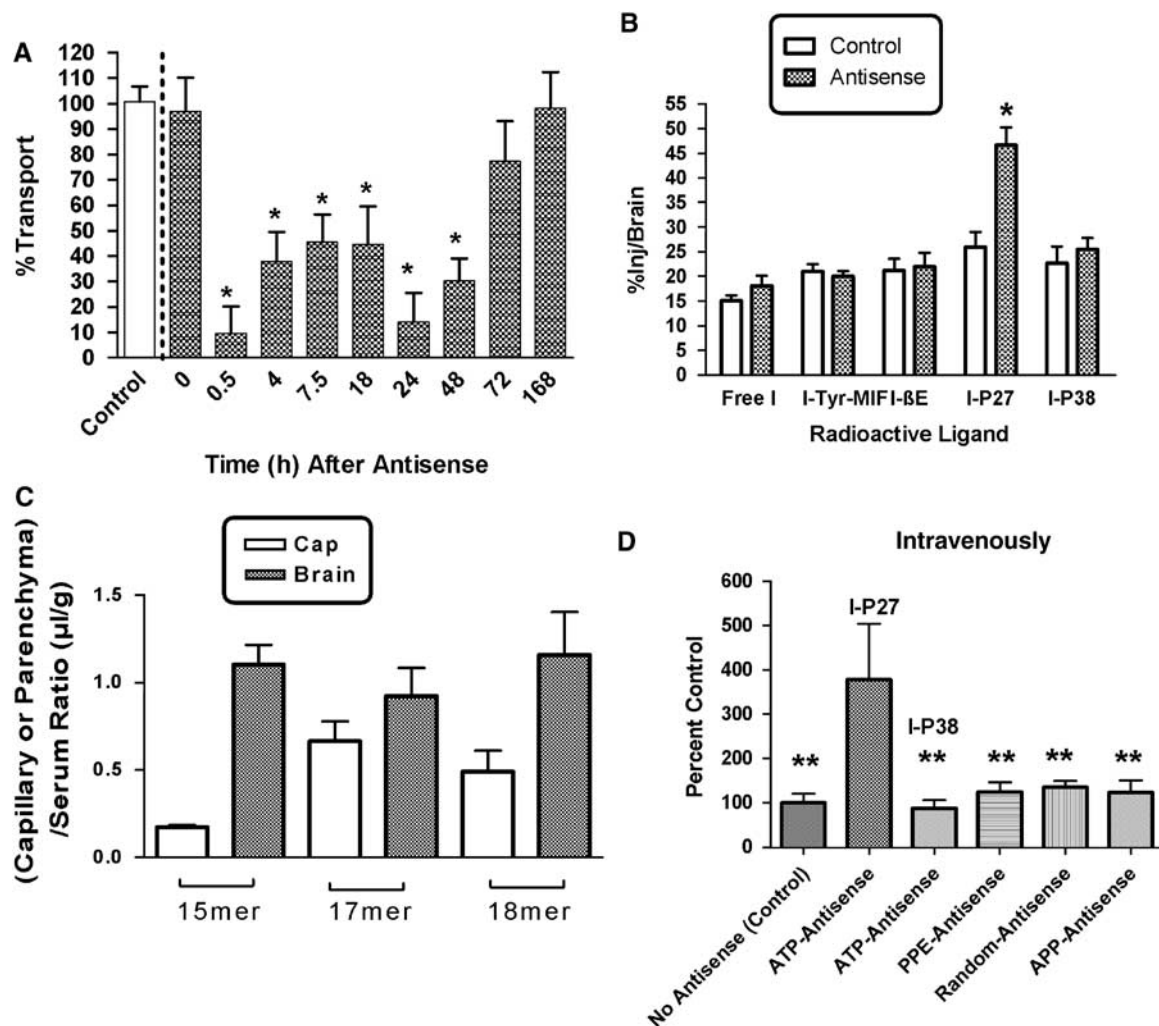 A
% Transport
120
110
100
90
80
70
60
50
40
30
20
10
0
* * * * * *
Control 0 0.5 4 7.5 18 24 48 72 168
Time (h) After Antisense
B
Control
Antisense
%Inj/Brain
55
50
45
40
35
30
25
20
15
10
5
0
*
Free I I-Tyr-MIF I-ßE I-P27 I-P38
Radioactive Ligand
C
(Capillary or Parenchyma)
/Serum Ratio (µl/g)
Cap
Brain
1.5
1.0
0.5
0.0
15mer 17mer 18mer
D
Intravenously
Percent Control
600
500
400
300
200
100
0
I-P27
I-P38
** ** ** ** **
No Antisense (Control)
ATP-Antisense
ATP-Antisense
PPE-Antisense
Random-Antisense
APP-Antisense